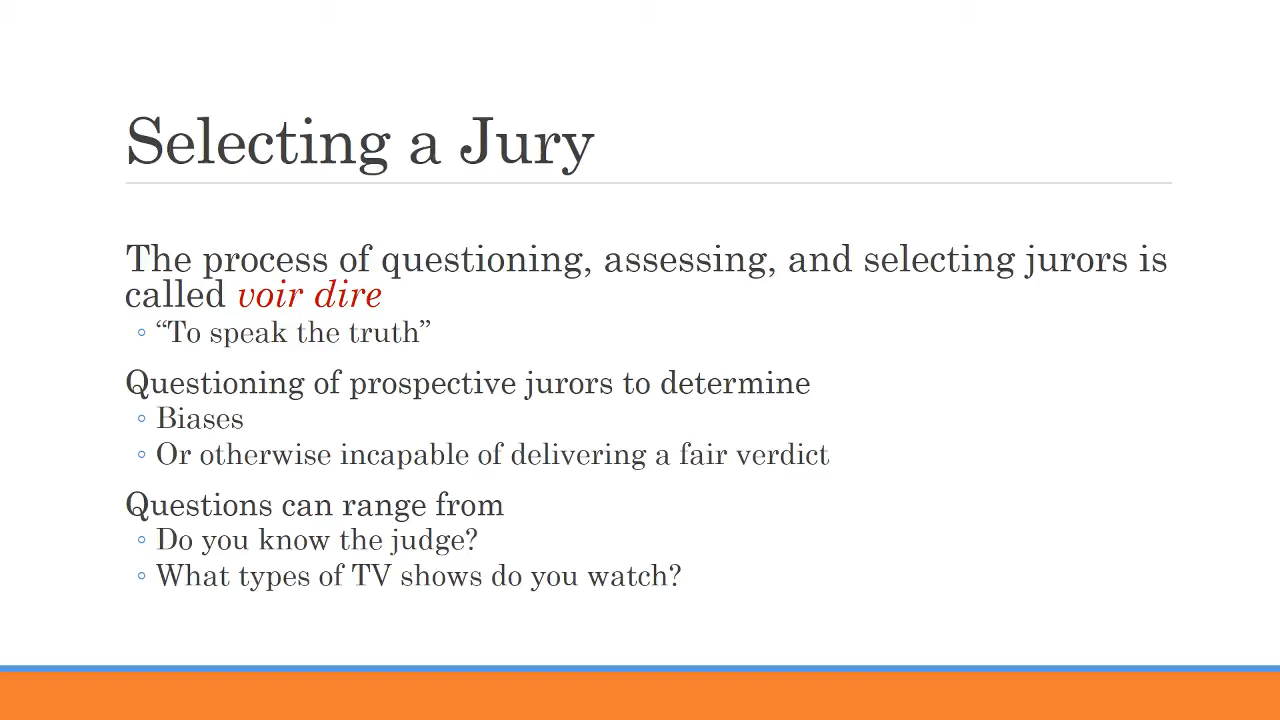 Selecting a Jury
The process of questioning, assessing, and selecting jurors is
called voir dire
◦ “To speak the truth”
Questioning of prospective jurors to determine
◦ Biases
◦ Or otherwise incapable of delivering a fair verdict
Questions can range from
◦ Do you know the judge?
◦ What types of TV shows do you watch?